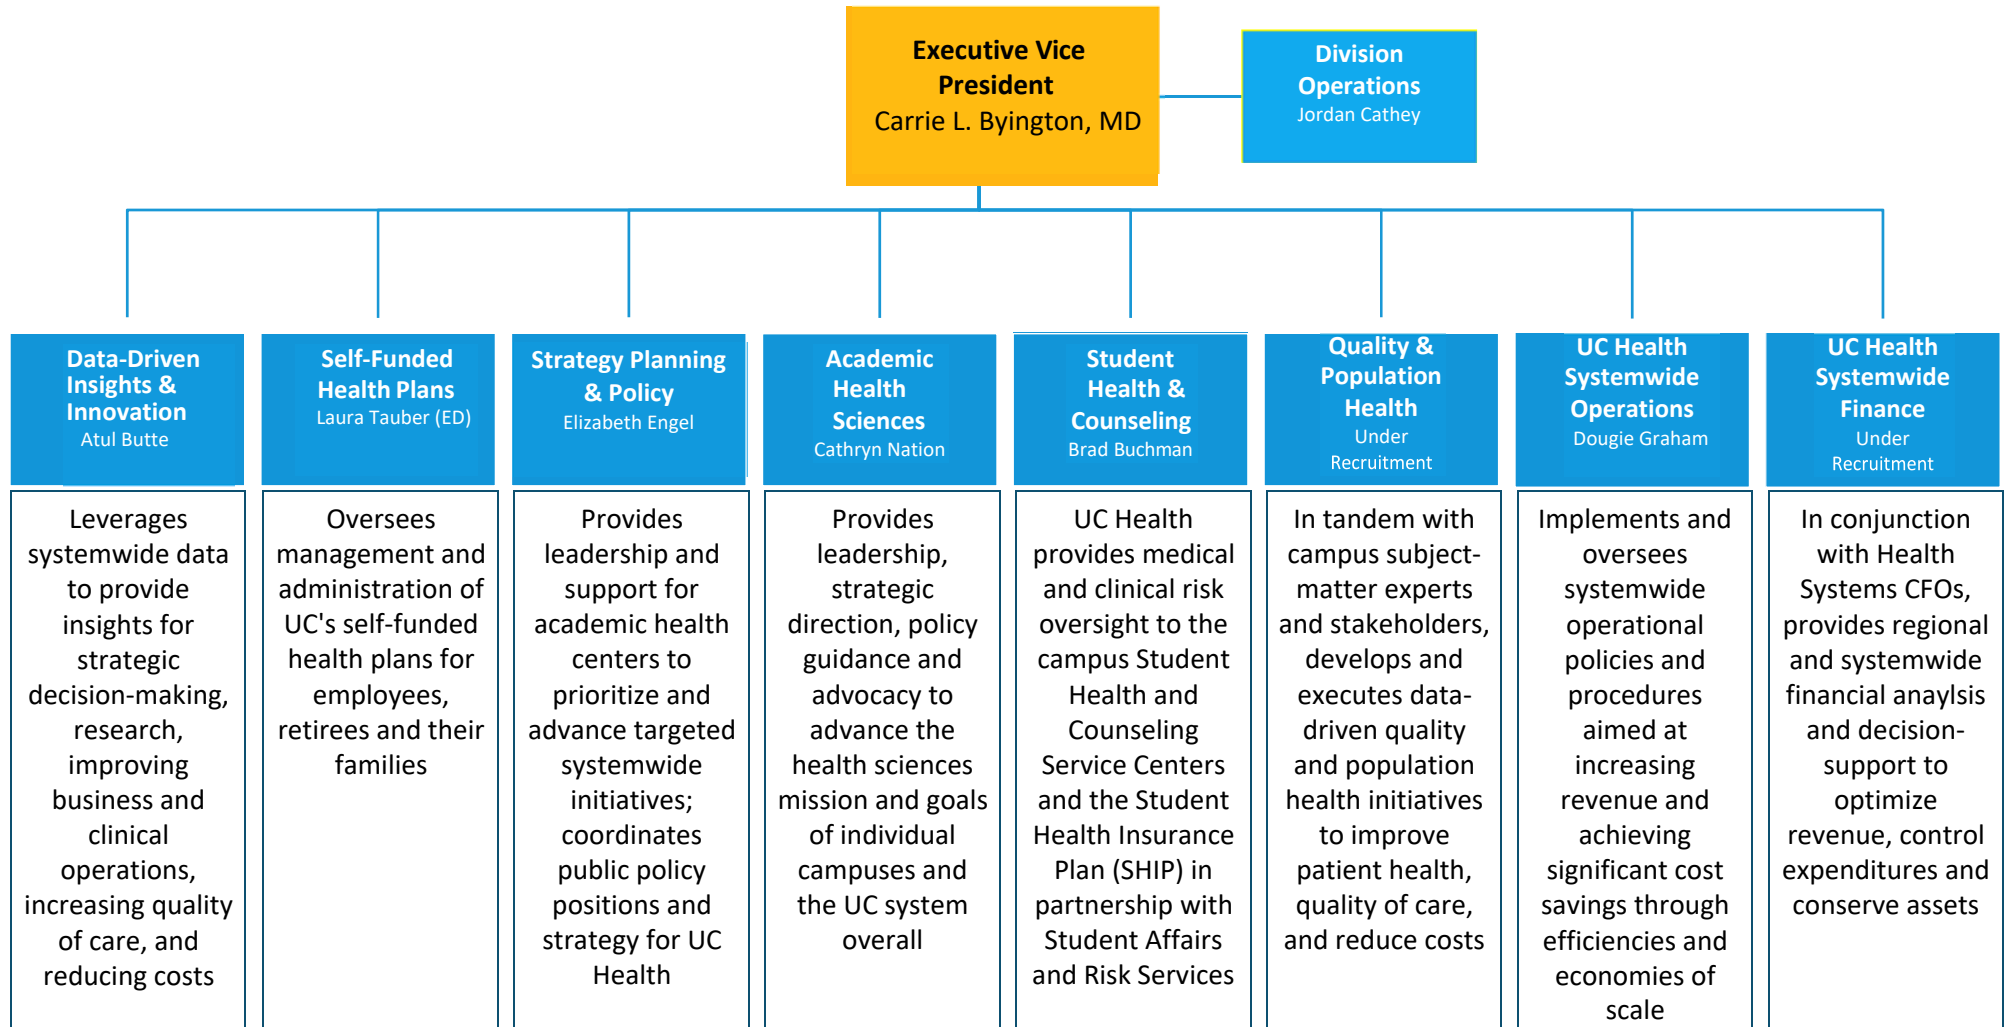 Executive Vice
President
Carrie L. Byington, MD
Division
Operations
Jordan Cathey
Data-Driven
Insights &
Innovation
Atul Butte
Leverages
systemwide data
to provide
insights for
strategic
decision-making,
research,
improving
business and
clinical
operations,
increasing quality
of care, and
reducing costs
Self-Funded
Health Plans
Laura Tauber (ED)
Oversees
management and
administration of
UC's self-funded
health plans for
employees,
retirees and their
families
Strategy Planning
& Policy
Elizabeth Engel
Provides
leadership and
support for
academic health
centers to
prioritize and
advance targeted
systemwide
initiatives;
coordinates
public policy
positions and
strategy for UC
Health
Academic
Health
Sciences
Cathryn Nation
Provides
leadership,
strategic
direction, policy
guidance and
advocacy to
advance the
health sciences
mission and goals
of individual
campuses and
the UC system
overall
Student
Health &
Counseling
Brad Buchman
UC Health
provides medical
and clinical risk
oversight to the
campus Student
Health and
Counseling
Service Centers
and the Student
Health Insurance
Plan (SHIP) in
partnership with
Student Affairs
and Risk Services
Quality &
Population
Health
Under
Recruitment
In tandem with
campus subject-
matter experts
and stakeholders,
develops and
executes data-
driven quality
and population
health initiatives
to improve
patient health,
quality of care,
and reduce costs
UC Health
Systemwide
Operations
Dougie Graham
Implements and
oversees
systemwide
operational
policies and
procedures
aimed at
increasing
revenue and
achieving
significant cost
savings through
efficiencies and
economies of
scale
UC Health
Systemwide
Finance
Under
Recruitment
In conjunction
with Health
Systems CFOs,
provides regional
and systemwide
financial anaylsis
and decision-
support to
optimize
revenue, control
expenditures and
conserve assets